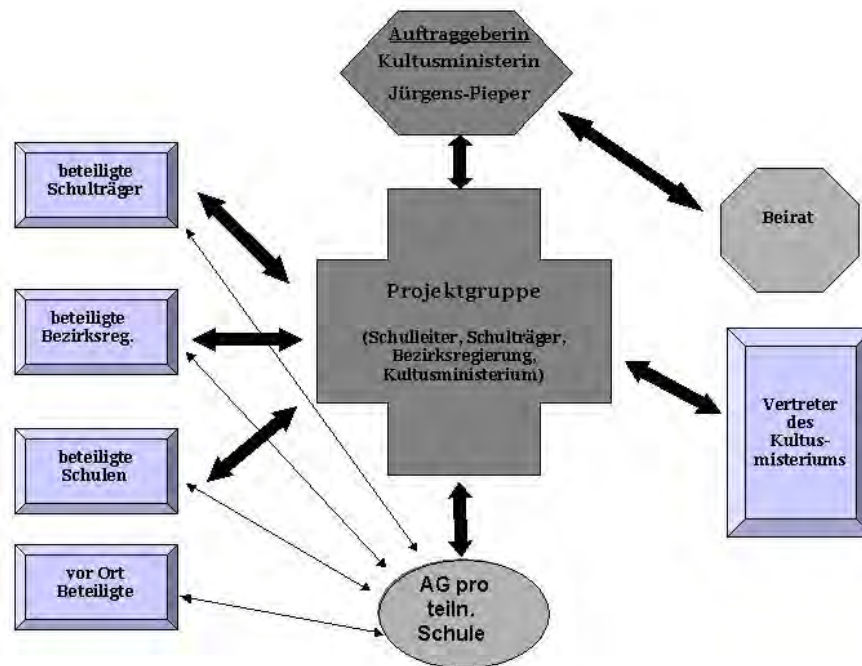 Auftraggeberin
Kultusministerin
Jürgens-Pieper
beteiligte
Schulträger
Beirat
beteiligte
Bezirksreg.
Projektgruppe
(Schulleiter, Schulträger,
Bezirksregierung,
Kultusministerium)
Vertreter
des
Kultus-
misteriums
beteiligte
Schulen
vor Ort
Beteiligte
AG pro
teiln.
Schule